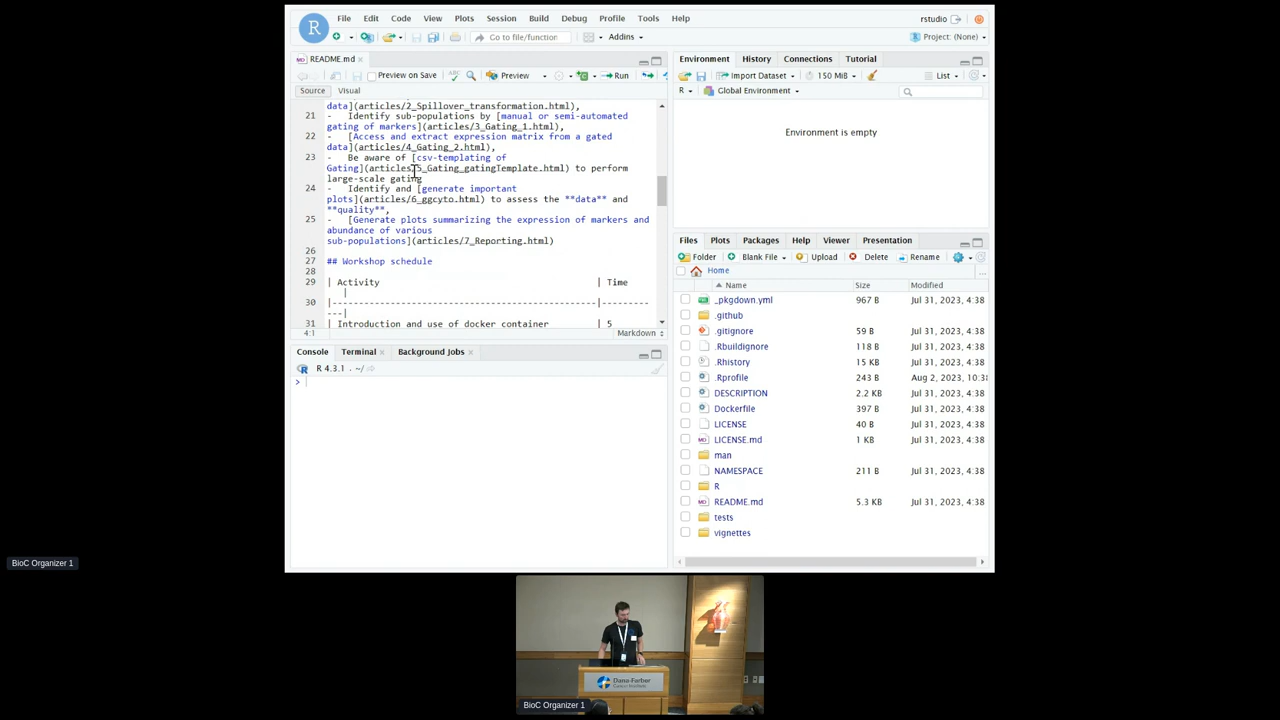 File Edit Code View Plots Session Build Debug Profile Tools Help
rstudio
Go to file/function
Addins
Project: (None)
README.md
Preview on Save
Preview
Run
Source Visual
data](articles/2_Spillover_transformation.html),
21 - Identify sub-populations by [manual or semi-automated
gating of markers](articles/3_Gating_1.html),
22 - [Access and extract expression matrix from a gated
data](articles/4_Gating_2.html),
23 - Be aware of [csv-templating of
Gating](articles/5_Gating_gatingTemplate.html) to perform
large-scale gating
24 - Identify and [generate important
plots](articles/6_ggcyto.html) to assess the **data** and
**quality**,
25 - [Generate plots summarizing the expression of markers and
abundance of various
sub-populations](articles/7_Reporting.html)
26
27 ## Workshop schedule
28
29 | Activity | Time
|
30 |----------------------------------------------------------|---------
---|
31 | Introduction and use of docker container | 5
4:1
Markdown
Console Terminal Background Jobs
R 4.3.1 . ~/
>
Environment History Connections Tutorial
Import Dataset
150 MiB
List
R
Global Environment
Environment is empty
Files Plots Packages Help Viewer Presentation
Folder Blank File Upload Delete Rename
Home
...
Name Size Modified
_pkgdown.yml 967 B Jul 31, 2023, 4:38
.github
.gitignore 59 B Jul 31, 2023, 4:38
.Rbuildignore 118 B Jul 31, 2023, 4:38
.Rhistory 15 KB Jul 31, 2023, 4:38
.Rprofile 243 B Aug 2, 2023, 10:38
DESCRIPTION 2.2 KB Jul 31, 2023, 4:38
Dockerfile 397 B Jul 31, 2023, 4:38
LICENSE 40 B Jul 31, 2023, 4:38
LICENSE.md 1 KB Jul 31, 2023, 4:38
man
NAMESPACE 211 B Jul 31, 2023, 4:38
R
README.md 5.3 KB Jul 31, 2023, 4:38
tests
vignettes
BioC Organizer 1
Dana-Farber
BioC Organizer 1